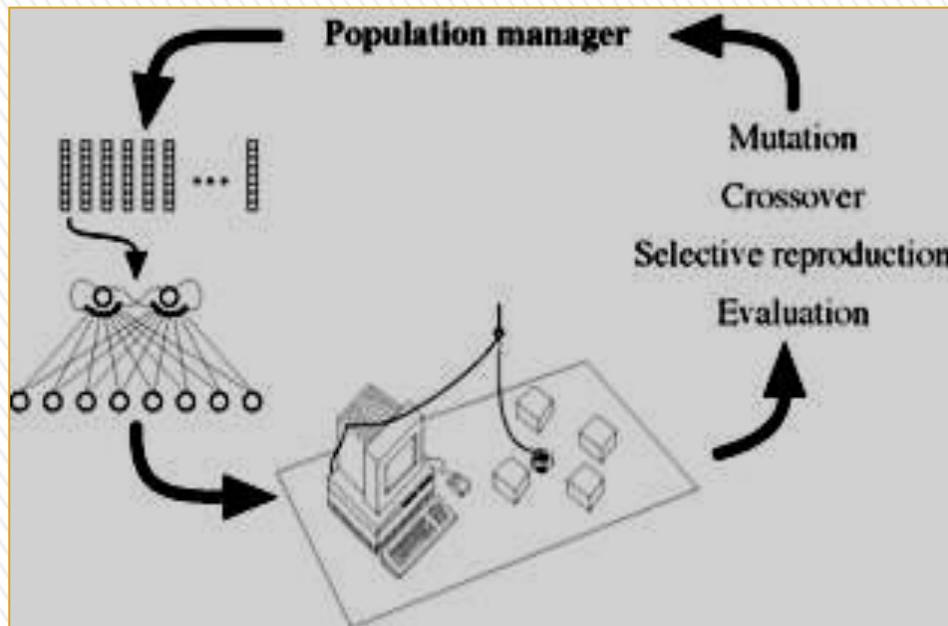 Population manager
Mutation
Crossover
Selective reproduction
Evaluation